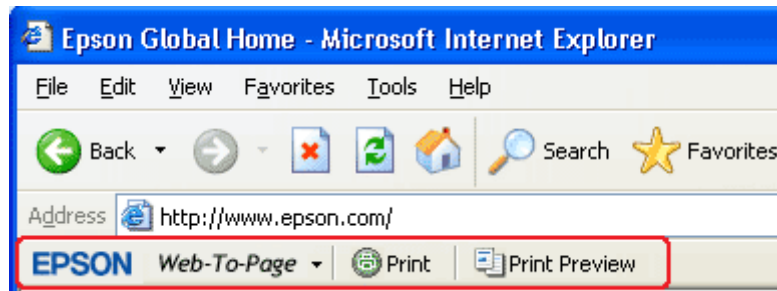 Epson Global Home - Microsoft Internet Explorer
File Edit View Favorites Tools Help
Back Search Favorites
Address http://www.epson.com/
EPSON Web-To-Page Print Print Preview